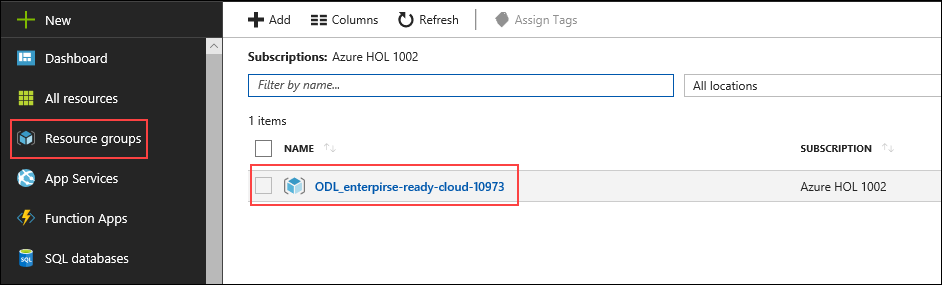 New
Dashboard
All resources
Resource groups
App Services
Function Apps
SQL databases
Add Columns Refresh Assign Tags
Subscriptions: Azure HOL 1002
Filter by name...
All locations
1 items
NAME SUBSCRIPTION
ODL_enterpirse-ready-cloud-10973 Azure HOL 1002